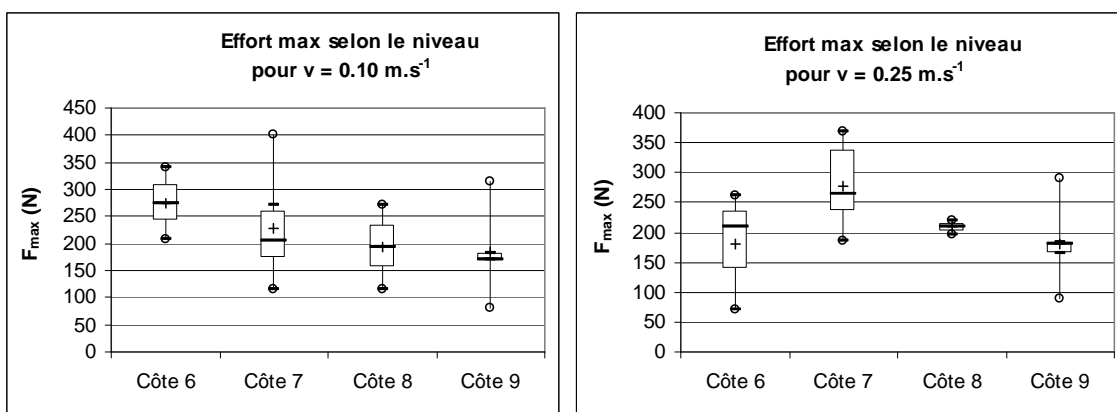 Effort max selon le niveau
pour v = 0.10 m.s-1
450
400
350
300
250
200
150
100
50
0
Fmax (N)
Côte 6 Côte 7 Côte 8 Côte 9
Effort max selon le niveau
pour v = 0.25 m.s-1
400
350
300
250
200
150
100
50
0
Fmax (N)
Côte 6 Côte 7 Côte 8 Côte 9